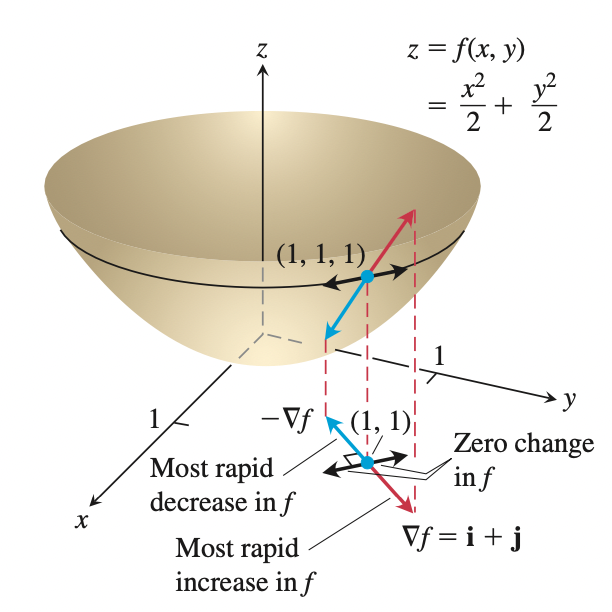 z
z = f(x, y)
= x²/2 + y²/2
(1, 1, 1)
1
y
1
−∇f
(1, 1)
Zero change
in f
Most rapid
decrease in f
x
∇f = i + j
Most rapid
increase in f